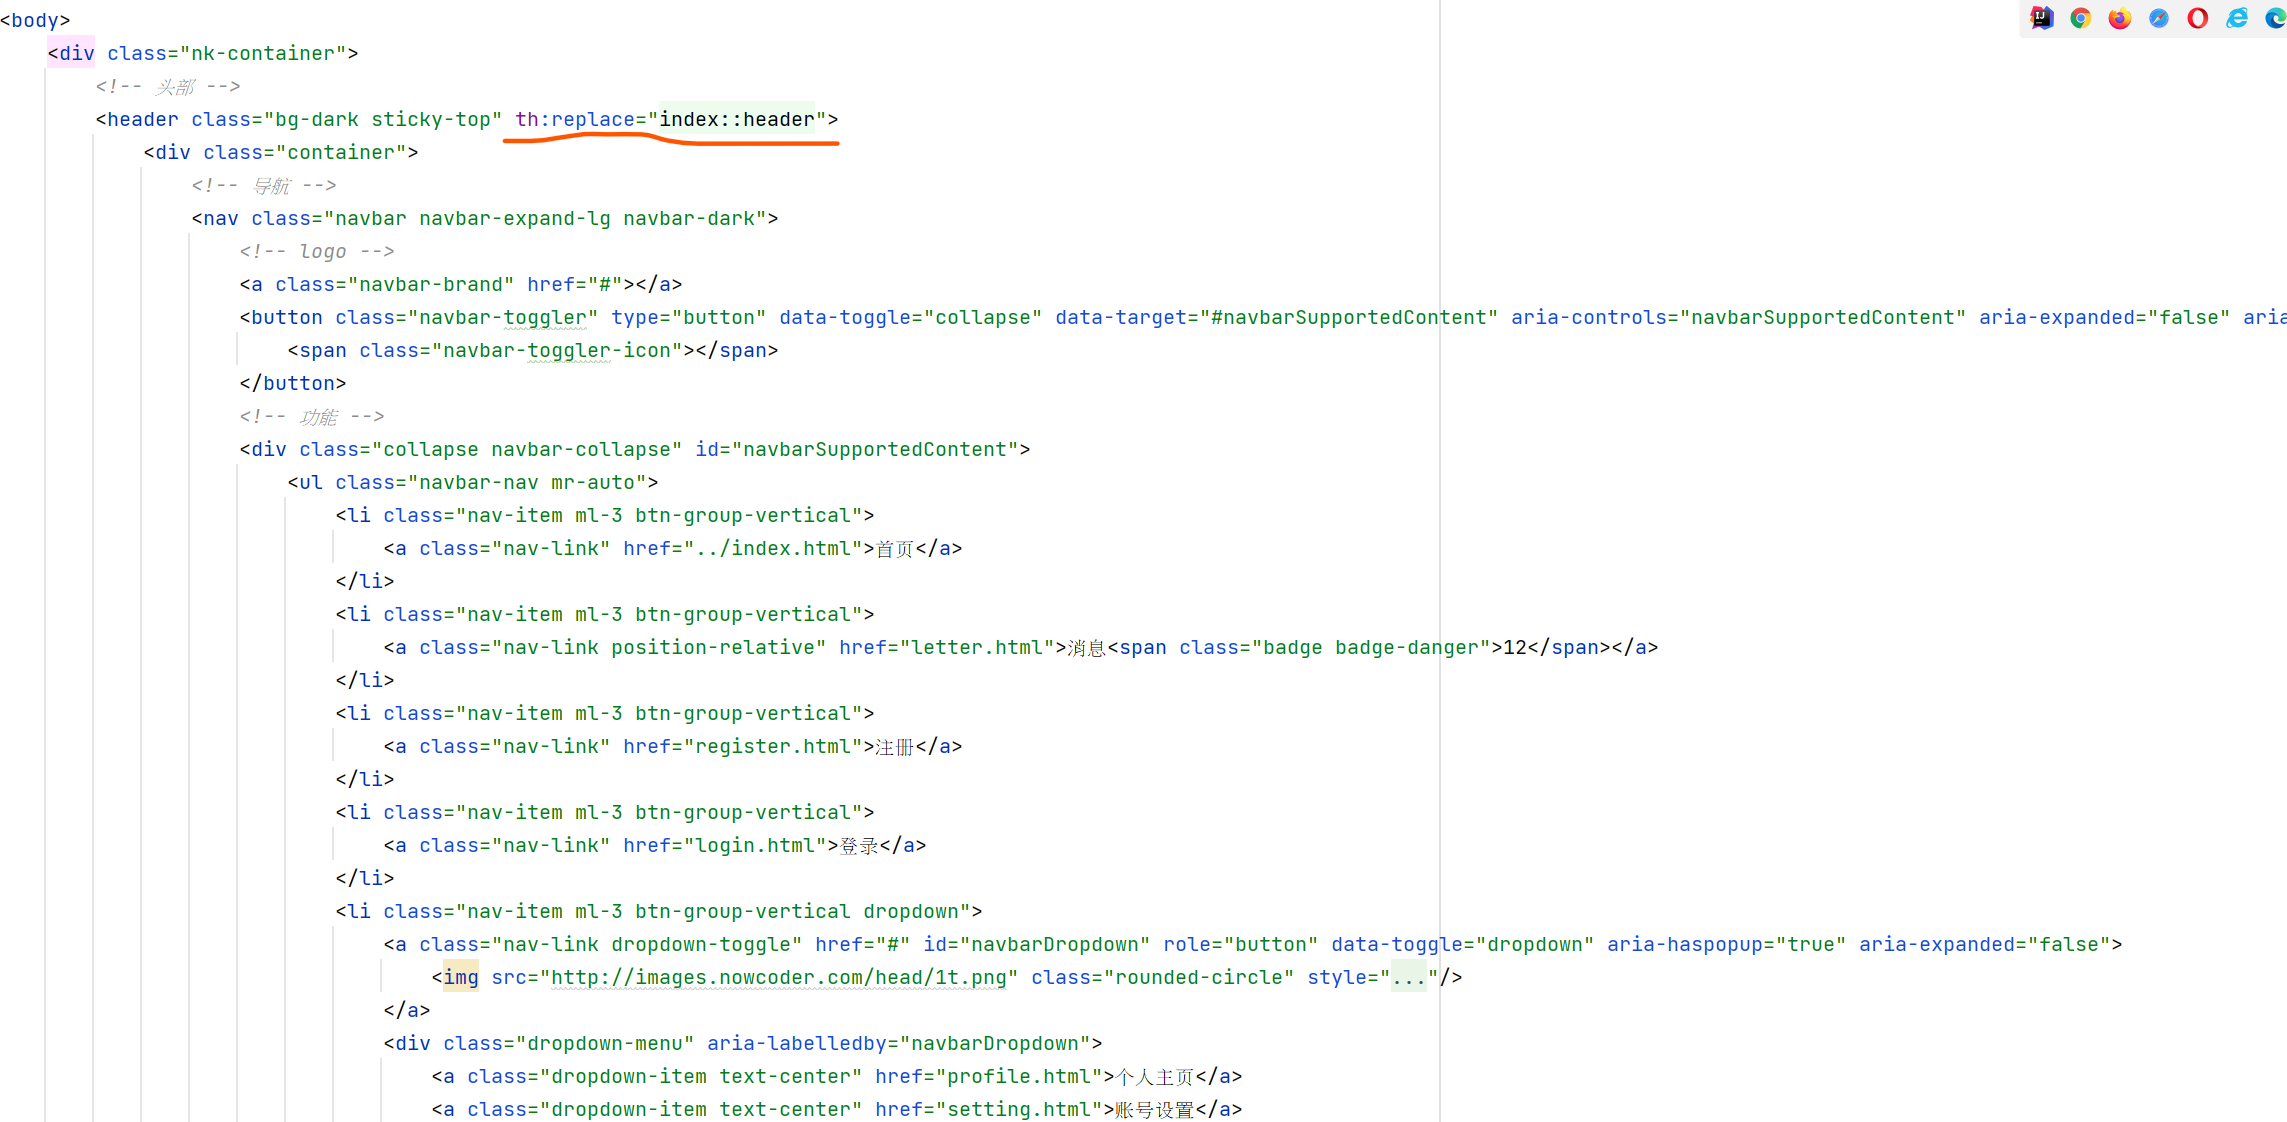 <body>
<div class="nk-container">
<!-- 头部 -->
<header class="bg-dark sticky-top" th:replace="index::header">
<div class="container">
<!-- 导航 -->
<nav class="navbar navbar-expand-lg navbar-dark">
<!-- logo -->
<a class="navbar-brand" href="#"></a>
<button class="navbar-toggler" type="button" data-toggle="collapse" data-target="#navbarSupportedContent" aria-controls="navbarSupportedContent" aria-expanded="false" aria
<span class="navbar-toggler-icon"></span>
</button>
<!-- 功能 -->
<div class="collapse navbar-collapse" id="navbarSupportedContent">
<ul class="navbar-nav mr-auto">
<li class="nav-item ml-3 btn-group-vertical">
<a class="nav-link" href="../index.html">首页</a>
</li>
<li class="nav-item ml-3 btn-group-vertical">
<a class="nav-link position-relative" href="letter.html">消息<span class="badge badge-danger">12</span></a>
</li>
<li class="nav-item ml-3 btn-group-vertical">
<a class="nav-link" href="register.html">注册</a>
</li>
<li class="nav-item ml-3 btn-group-vertical">
<a class="nav-link" href="login.html">登录</a>
</li>
<li class="nav-item ml-3 btn-group-vertical dropdown">
<a class="nav-link dropdown-toggle" href="#" id="navbarDropdown" role="button" data-toggle="dropdown" aria-haspopup="true" aria-expanded="false">
<img src="http://images.nowcoder.com/head/1t.png" class="rounded-circle" style="..."/>
</a>
<div class="dropdown-menu" aria-labelledby="navbarDropdown">
<a class="dropdown-item text-center" href="profile.html">个人主页</a>
<a class="dropdown-item text-center" href="setting.html">账号设置</a>